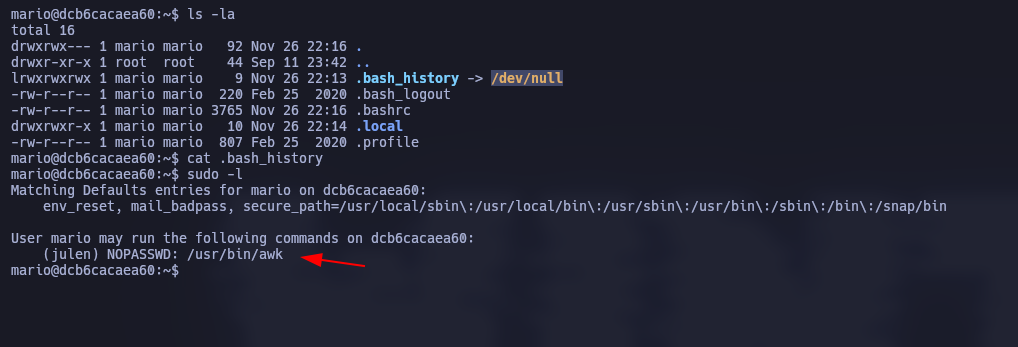 mario@dcb6cacaea60:~$ ls -la
total 16
drwxrwx--- 1 mario mario   92 Nov 26 22:16 .
drwxr-xr-x 1 root  root    44 Sep 11 23:42 ..
lrwxrwxrwx 1 mario mario    9 Nov 26 22:13 .bash_history -> /dev/null
-rw-r--r-- 1 mario mario  220 Feb 25  2020 .bash_logout
-rw-r--r-- 1 mario mario 3765 Nov 26 22:16 .bashrc
drwxrwxr-x 1 mario mario   10 Nov 26 22:14 .local
-rw-r--r-- 1 mario mario  807 Feb 25  2020 .profile
mario@dcb6cacaea60:~$ cat .bash_history
mario@dcb6cacaea60:~$ sudo -l
Matching Defaults entries for mario on dcb6cacaea60:
    env_reset, mail_badpass, secure_path=/usr/local/sbin\:/usr/local/bin\:/usr/sbin\:/usr/bin\:/sbin\:/bin\:/snap/bin

User mario may run the following commands on dcb6cacaea60:
    (julen) NOPASSWD: /usr/bin/awk
mario@dcb6cacaea60:~$